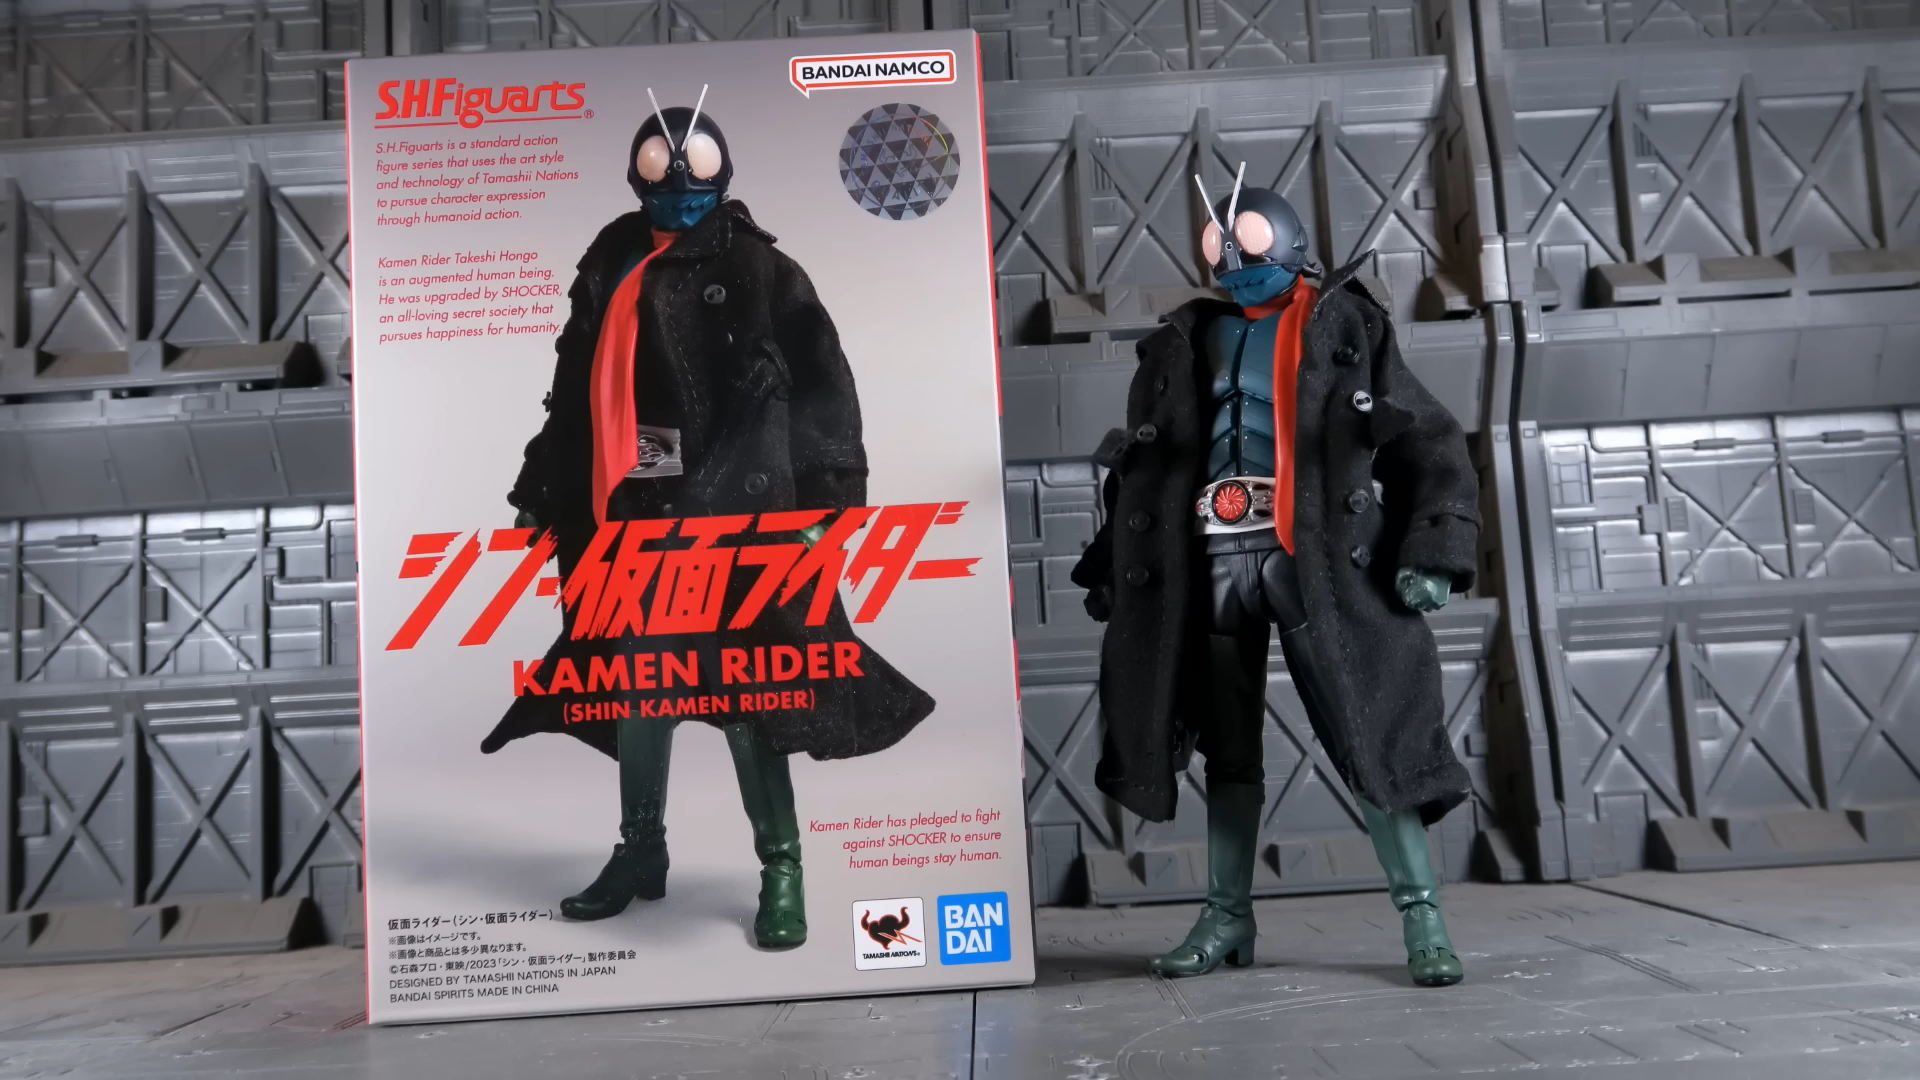 S.H.Figuarts®
BANDAI NAMCO
S.H.Figuarts is a standard action
figure series that uses the art style
and technology of Tamashii Nations
to pursue character expression
through humanoid action.
Kamen Rider Takeshi Hongo
is an augmented human being.
He was upgraded by SHOCKER,
an all-loving secret society that
pursues happiness for humanity.
シン・仮面ライダー
KAMEN RIDER
(SHIN KAMEN RIDER)
Kamen Rider has pledged to fight
against SHOCKER to ensure
human beings stay human.
仮面ライダー(シン・仮面ライダー)
※画像はイメージです。
※画像と商品とは多少異なります。
©石森プロ・東映/2023「シン・仮面ライダー」製作委員会
DESIGNED BY TAMASHII NATIONS IN JAPAN
BANDAI SPIRITS MADE IN CHINA
TAMASHII NATIONS®
BAN
DAI